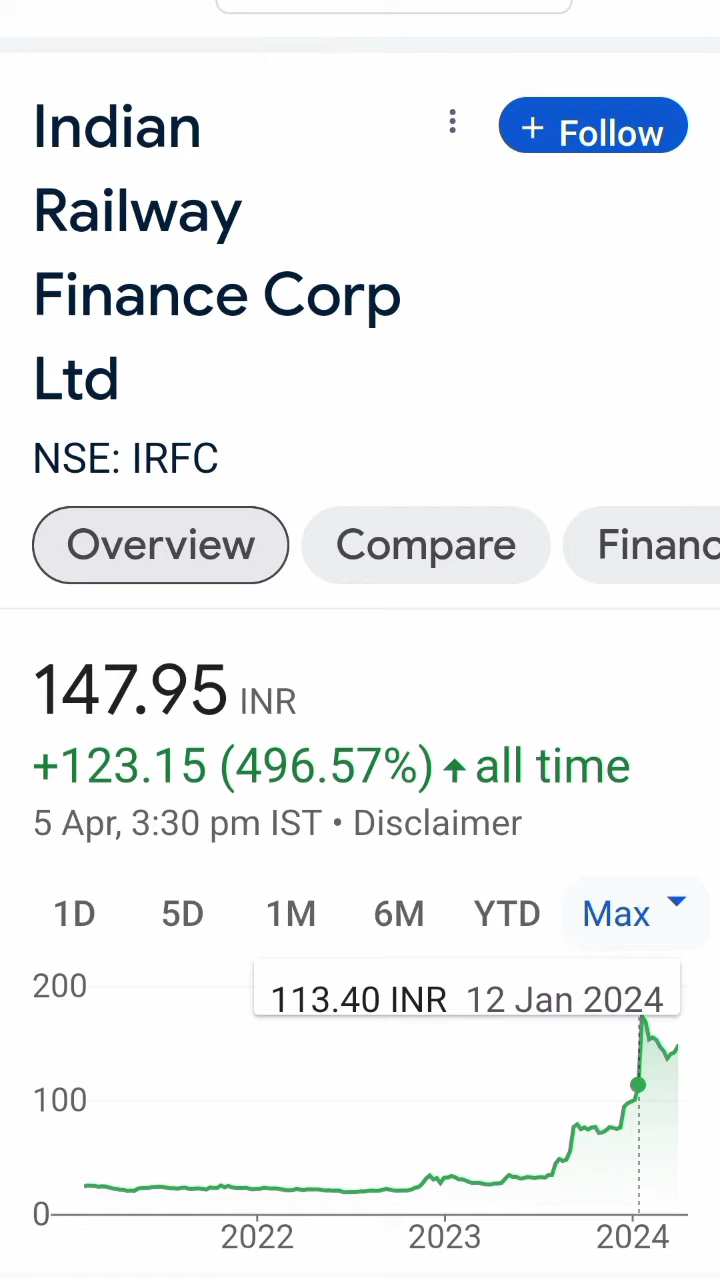 Indian
Railway
Finance Corp
Ltd
+ Follow
NSE: IRFC
Overview Compare Financ
147.95 INR
+123.15 (496.57%) ↑ all time
5 Apr, 3:30 pm IST • Disclaimer
1D 5D 1M 6M YTD Max
113.40 INR 12 Jan 2024
200
100
0
2022 2023 2024